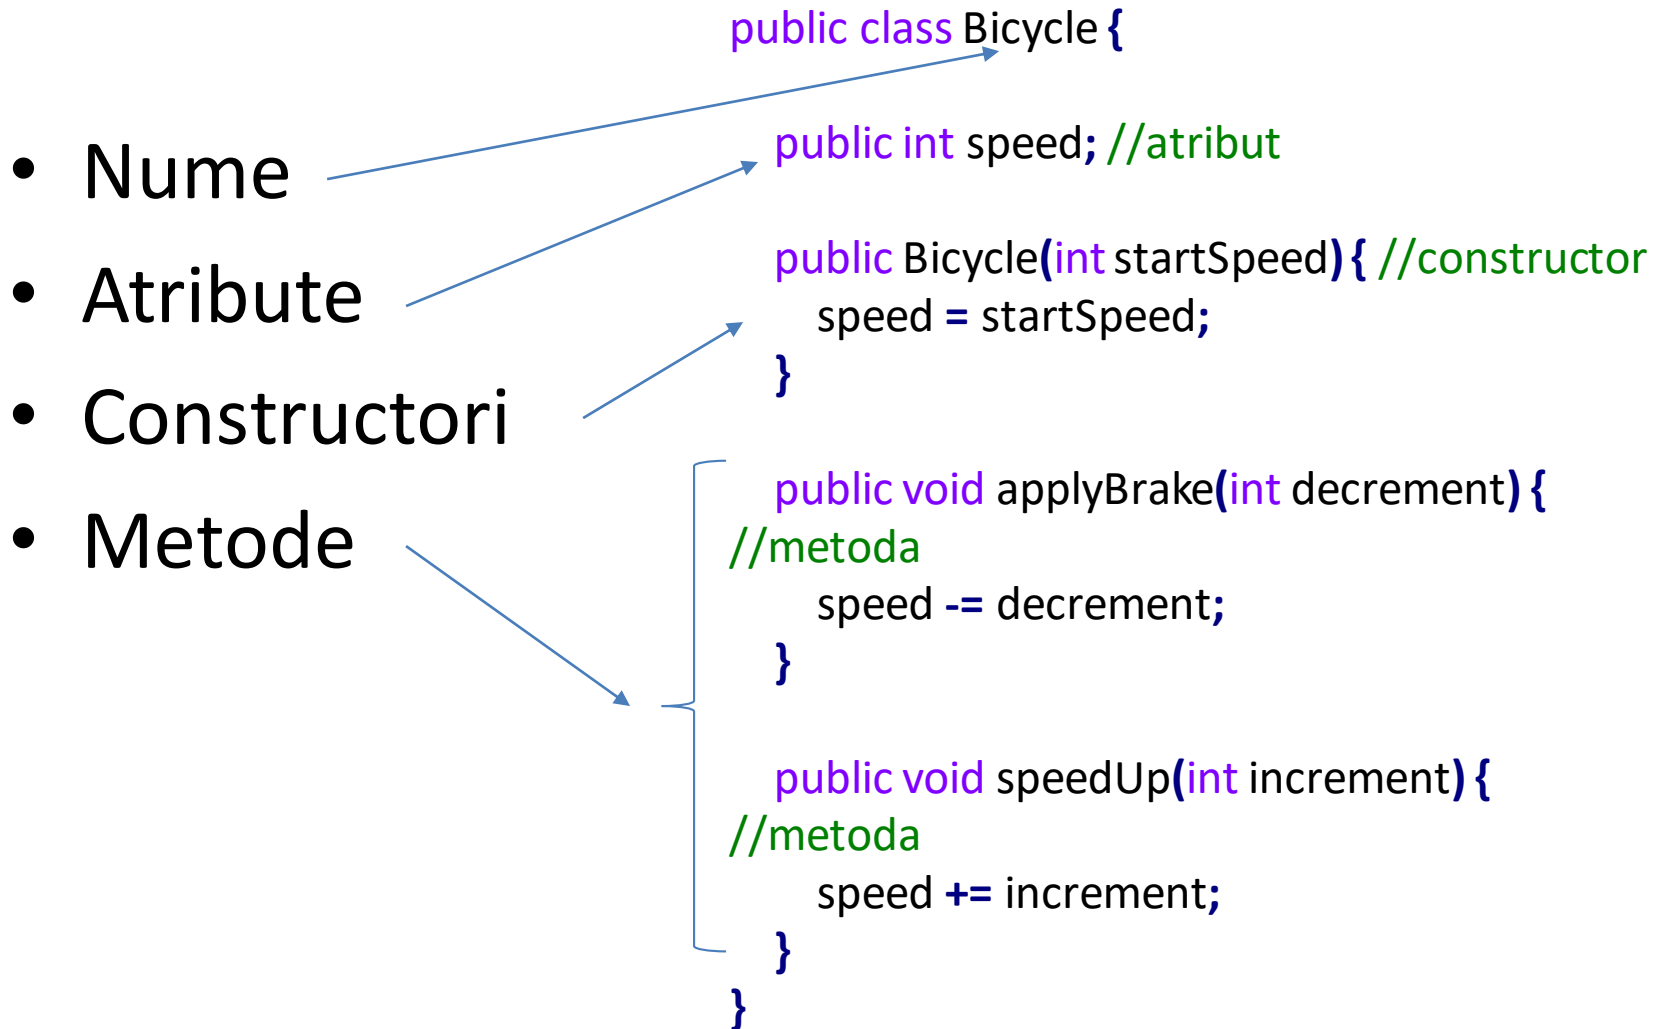 • Nume
• Atribute
• Constructori
• Metode
public class Bicycle {
public int speed; //atribut
public Bicycle(int startSpeed) { //constructor
speed = startSpeed;
}
public void applyBrake(int decrement) {
//metoda
speed -= decrement;
}
public void speedUp(int increment) {
//metoda
speed += increment;
}
}